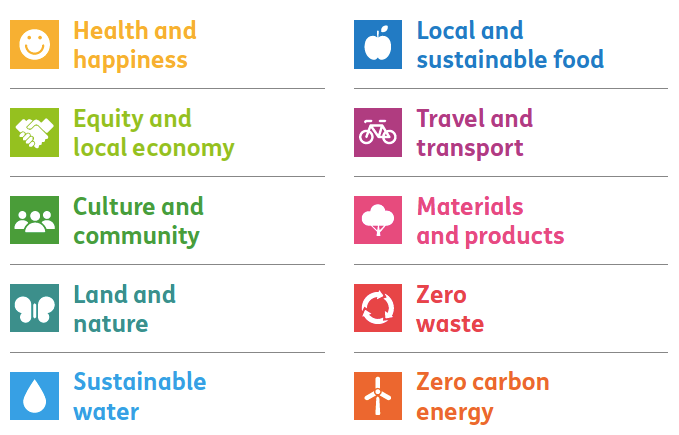 Health and
happiness
Equity and
local economy
Culture and
community
Land and
nature
Sustainable
water
Local and
sustainable food
Travel and
transport
Materials
and products
Zero
waste
Zero carbon
energy